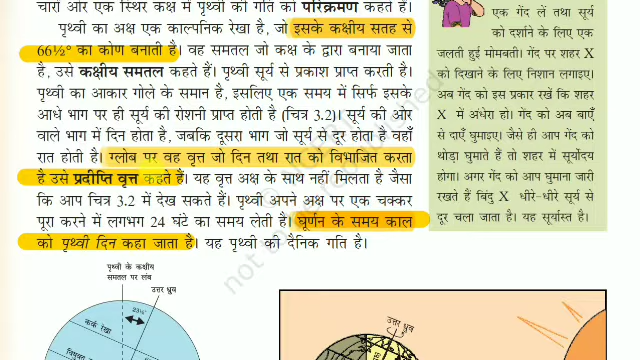 चारों ओर एक स्थिर कक्ष में पृथ्वी की गति को परिक्रमण कहते हैं।
पृथ्वी का अक्ष एक काल्पनिक रेखा है, जो इसके कक्षीय सतह से
66½° का कोण बनाती है। वह समतल जो कक्ष के द्वारा बनाया जाता
है, उसे कक्षीय समतल कहते हैं। पृथ्वी सूर्य से प्रकाश प्राप्त करती है।
पृथ्वी का आकार गोले के समान है, इसलिए एक समय में सिर्फ इसके
आधे भाग पर ही सूर्य की रोशनी प्राप्त होती है (चित्र 3.2)। सूर्य की ओर
वाले भाग में दिन होता है, जबकि दूसरा भाग जो सूर्य से दूर होता है वहाँ
रात होती है। ग्लोब पर वह वृत्त जो दिन तथा रात को विभाजित करता
है उसे प्रदीप्ति वृत्त कहते हैं। यह वृत्त अक्ष के साथ नहीं मिलता है जैसा
कि आप चित्र 3.2 में देख सकते हैं। पृथ्वी अपने अक्ष पर एक चक्कर
पूरा करने में लगभग 24 घंटे का समय लेती है। घूर्णन के समय काल
को पृथ्वी दिन कहा जाता है। यह पृथ्वी की दैनिक गति है।
एक गेंद लें तथा सूर्य
को दर्शाने के लिए एक
जलती हुई मोमबत्ती। गेंद पर शहर X
को दिखाने के लिए निशान लगाइए।
अब गेंद को इस प्रकार रखें कि शहर
X में अंधेरा हो। गेंद को अब बाएँ
से दाएँ घुमाइए। जैसे ही आप गेंद को
थोड़ा घुमाते हैं तो शहर में सूर्योदय
होगा। अगर गेंद को आप घुमाना जारी
रखते हैं बिंदु X धीरे-धीरे सूर्य से
दूर चला जाता है। यह सूर्यास्त है।
पृथ्वी के कक्षीय
समतल पर लंब
उत्तर ध्रुव
23½°
कर्क रेखा
उत्तर ध्रुव